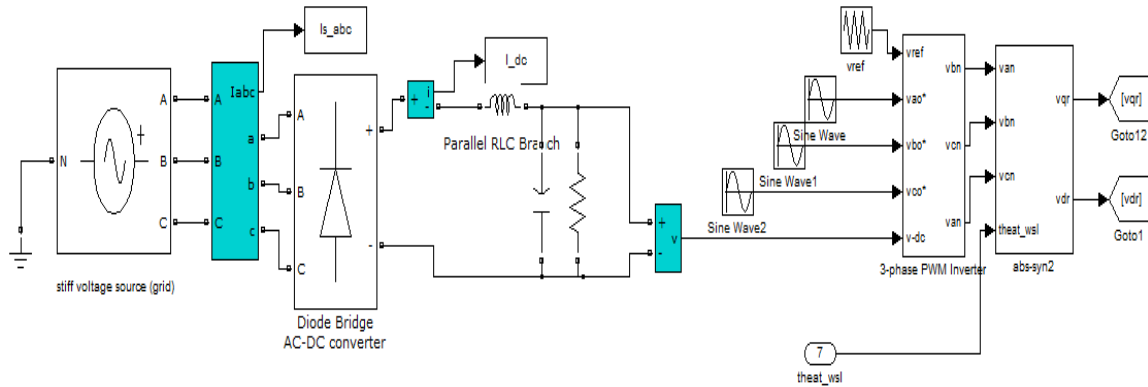 Is_abc
N
A
B
C
stiff voltage source (grid)
A
B
C
Iabc
a
b
c
A
B
C
+
-
Diode Bridge
AC-DC converter
+
i
-
I_dc
Parallel RLC Branch
+
-
v
vref
Sine Wave
Sine Wave1
Sine Wave2
vref
vao*
vbo*
vco*
v-dc
vbn
vcn
van
3-phase PWM Inverter
van
vbn
vcn
theat_wsl
vqr
vdr
abs-syn2
[vqr]
Goto12
[vdr]
Goto1
7
theat_wsl